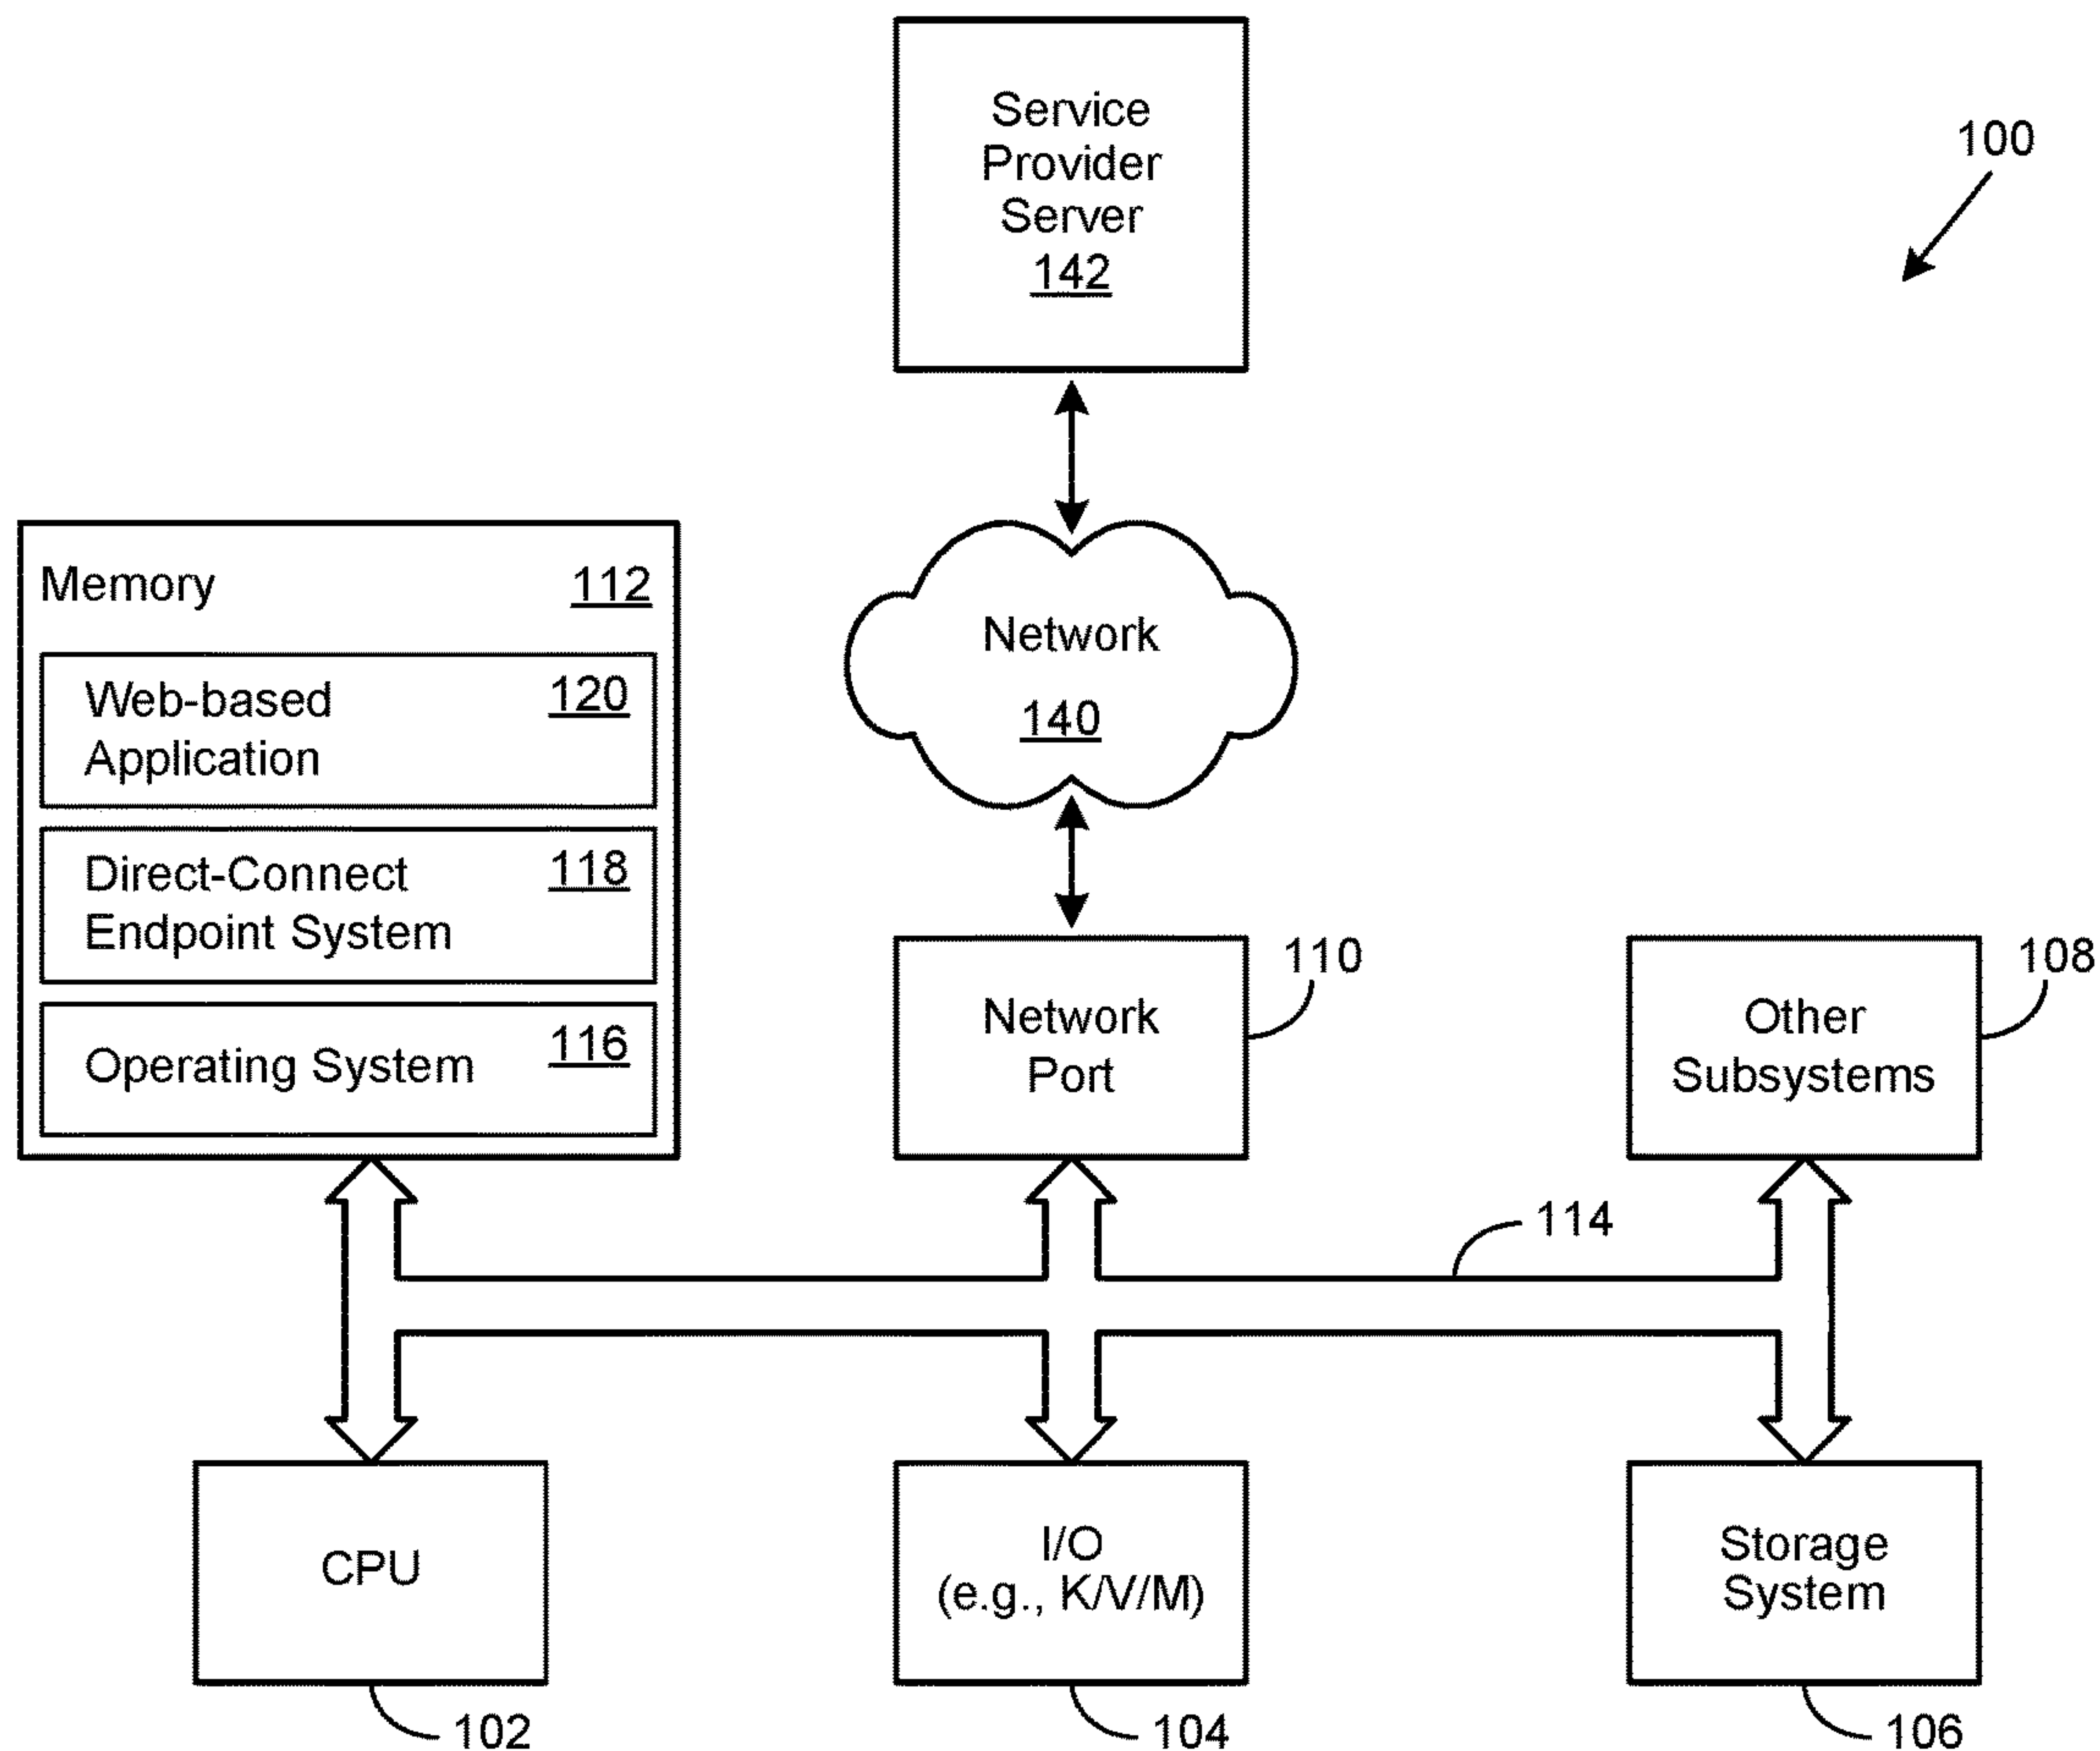 Service
Provider
Server
142
100
Memory 112
Web-based 120
Application
Direct-Connect 118
Endpoint System
Operating System 116
Network
140
Network
Port
110
Other
Subsystems
108
114
CPU
102
I/O
(e.g., K/V/M)
104
Storage
System
106